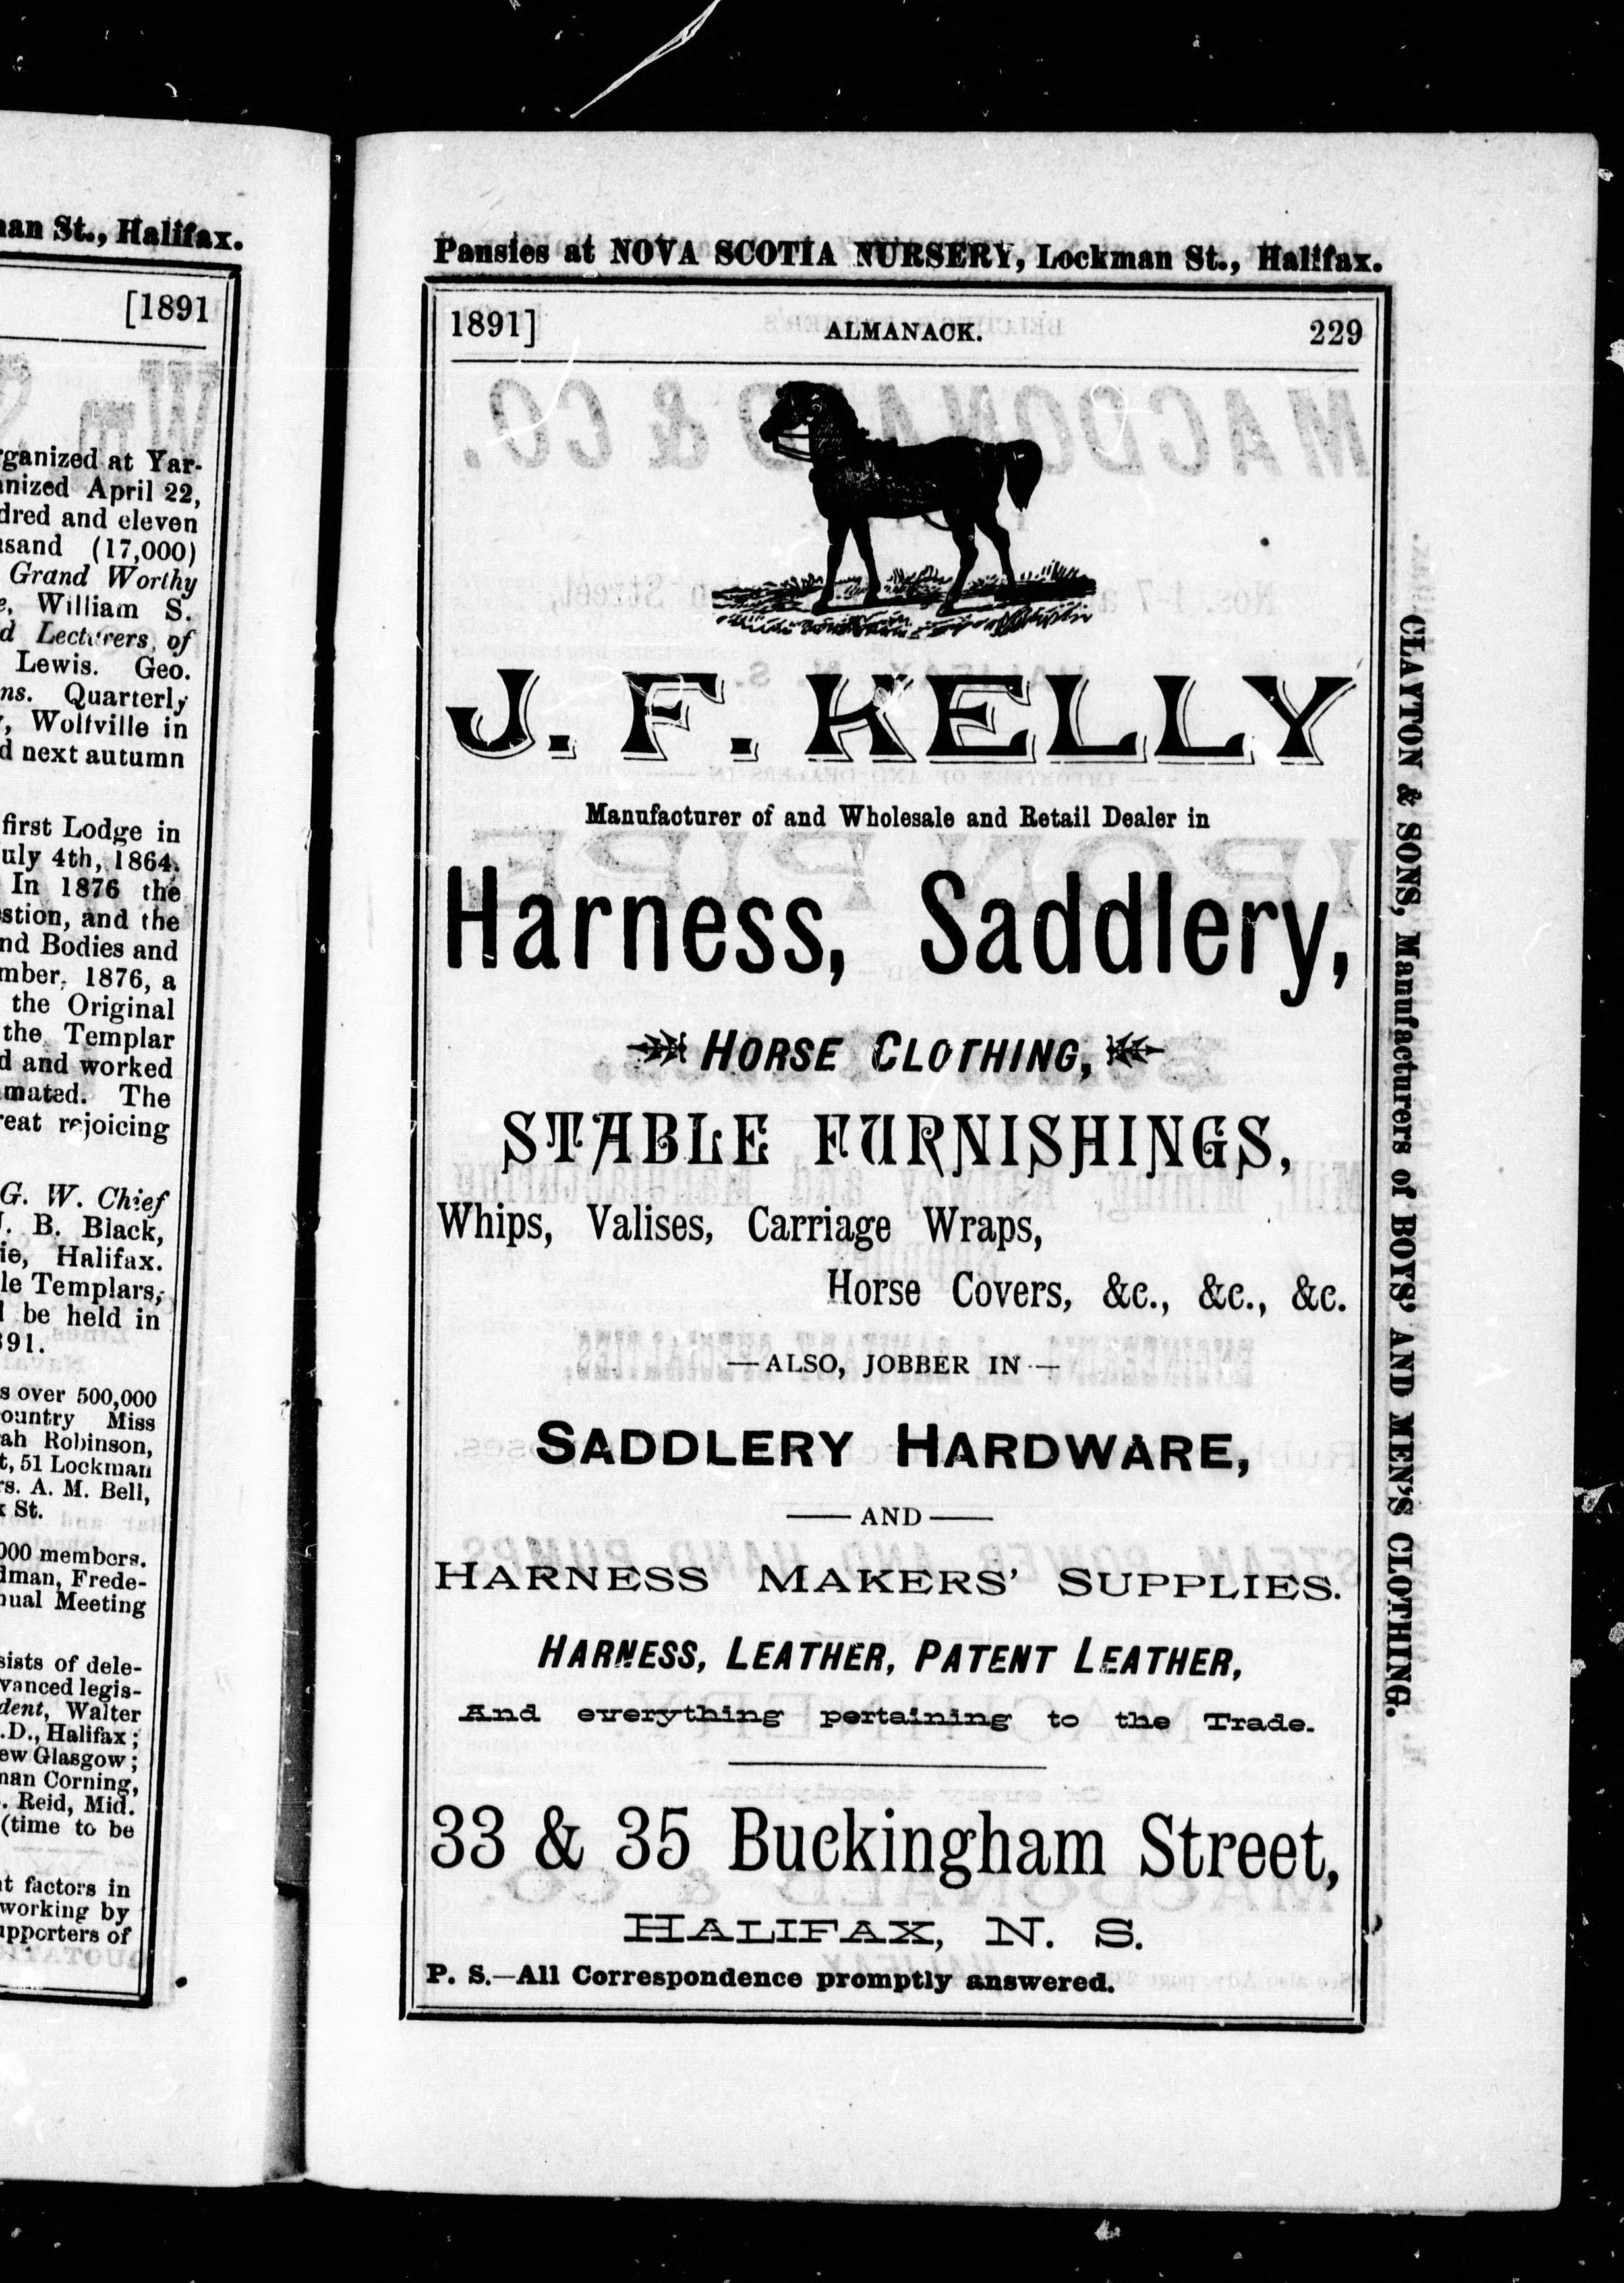 an St., Halifax.
[1891
rganized at Yar-
nized April 22,
dred and eleven
sand (17,000)
Grand Worthy
e, William S.
d Lecturers, of
Lewis. Geo.
ns. Quarterly
, Wolfville in
d next autumn
first Lodge in
uly 4th, 1864.
In 1876 the
stion, and the
nd Bodies and
mber, 1876, a
the Original
the Templar
d and worked
mated. The
reat rejoicing
G. W. Chief
J. B. Black,
ie, Halifax.
le Templars,
l be held in
391.
s over 500,000
ountry Miss
ah Robinson,
t, 51 Lockman
rs. A. M. Bell,
St.
000 members.
dman, Frede-
nual Meeting
sists of dele-
vanced legis-
dent, Walter
.D., Halifax;
ew Glasgow;
man Corning,
. Reid, Mid.
(time to be
t factors in
working by
upporters of
Pansies at NOVA SCOTIA NURSERY, Lockman St., Halifax.
1891] ALMANACK. 229
J. F. KELLY
Manufacturer of and Wholesale and Retail Dealer in
Harness, Saddlery,
HORSE CLOTHING,
STABLE FURNISHINGS,
Whips, Valises, Carriage Wraps,
Horse Covers, &c., &c., &c.
—ALSO, JOBBER IN—
SADDLERY HARDWARE,
—AND—
HARNESS MAKERS' SUPPLIES.
HARNESS, LEATHER, PATENT LEATHER,
And everything pertaining to the Trade.
33 & 35 Buckingham Street,
HALIFAX, N. S.
P. S.—All Correspondence promptly answered.
CLAYTON & SONS, Manufacturers of BOYS' AND MEN'S CLOTHING.